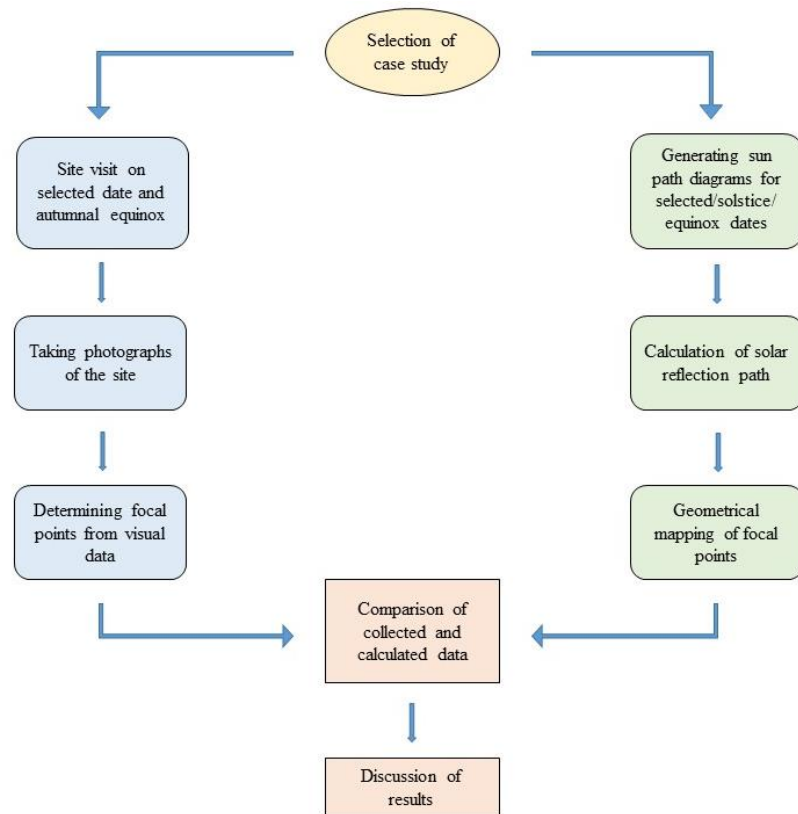 Selection of
case study
Site visit on
selected date and
autumnal equinox
Generating sun
path diagrams for
selected/solstice/
equinox dates
Taking photographs
of the site
Calculation of solar
reflection path
Determining focal
points from visual
data
Geometrical
mapping of focal
points
Comparison of
collected and
calculated data
Discussion of
results